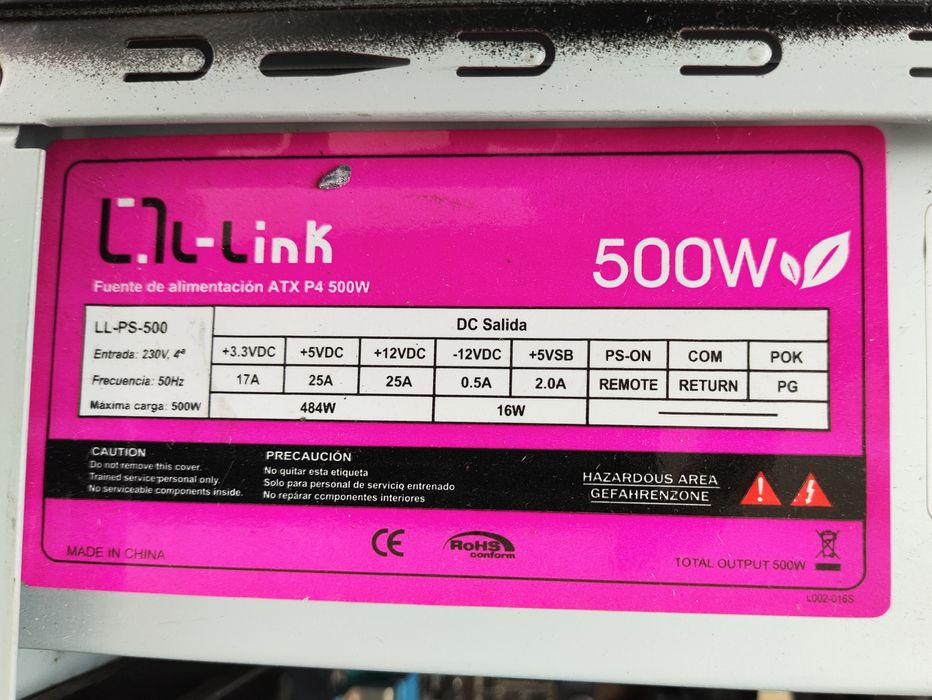 L-Link
500W
Fuente de alimentación ATX P4 500W
LL-PS-500
DC Salida
Entrada: 230V, 4ª
+3.3VDC +5VDC +12VDC -12VDC +5VSB PS-ON COM POK
Frecuencia: 50Hz
17A 25A 25A 0.5A 2.0A REMOTE RETURN PG
Máxima carga: 500W
484W 16W
CAUTION
Do not remove this cover.
Trained service personal only.
No serviceable components inside.
PRECAUCIÓN
No quitar esta etiqueta
Solo para personal de servicio entrenado
No reparar componentes interiores
HAZARDOUS AREA
GEFAHRENZONE
MADE IN CHINA
CE
RoHS
conform
TOTAL OUTPUT 500W
L002-016S